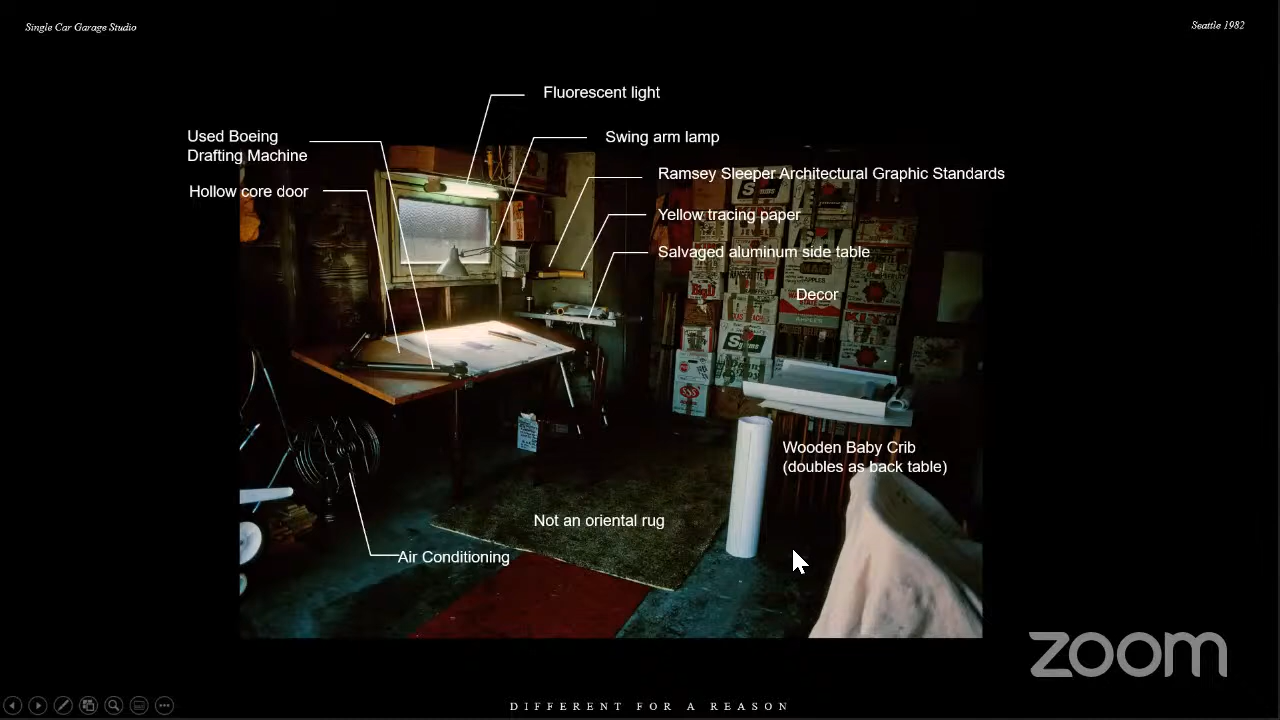 Single Car Garage Studio
Seattle 1982
Fluorescent light
Used Boeing
Drafting Machine
Swing arm lamp
Ramsey Sleeper Architectural Graphic Standards
Hollow core door
Yellow tracing paper
Salvaged aluminum side table
Decor
Wooden Baby Crib
(doubles as back table)
Not an oriental rug
Air Conditioning
zoom
DIFFERENT FOR A REASON